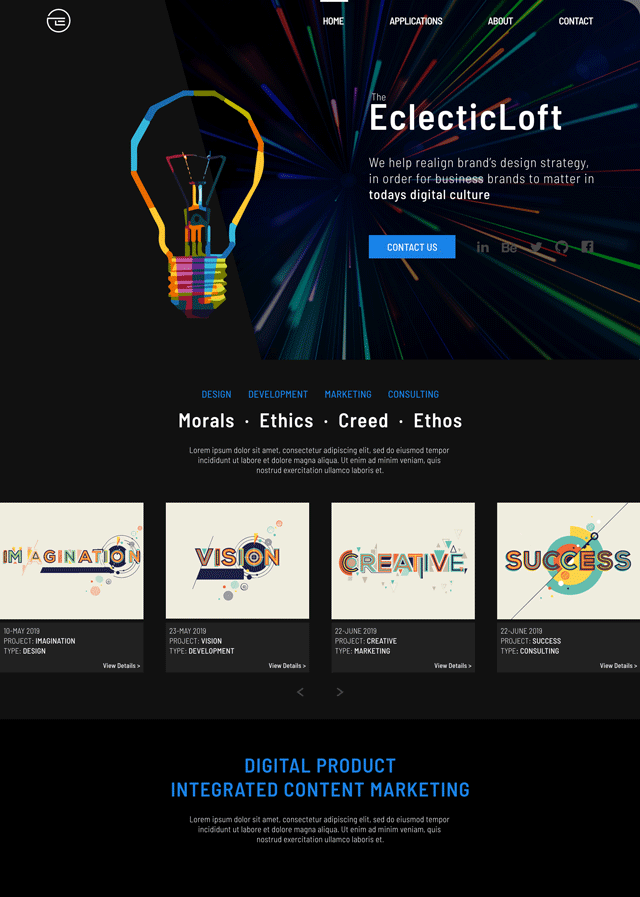 HOME APPLICATIONS ABOUT CONTACT
The
EclecticLoft
We help realign brand's design strategy,
in order for business brands to matter in
todays digital culture
CONTACT US
in Bē
DESIGN DEVELOPMENT MARKETING CONSULTING
Morals · Ethics · Creed · Ethos
Lorem ipsum dolor sit amet, consectetur adipiscing elit, sed do eiusmod tempor
incididunt ut labore et dolore magna aliqua. Ut enim ad minim veniam, quis
nostrud exercitation ullamco laboris et.
IMAGINATION
10-MAY 2019
PROJECT: IMAGINATION
TYPE: DESIGN
View Details >
VISION
23-MAY 2019
PROJECT: VISION
TYPE: DEVELOPMENT
View Details >
CREATIVE,
22-JUNE 2019
PROJECT: CREATIVE
TYPE: MARKETING
View Details >
SUCCESS
22-JUNE 2019
PROJECT: SUCCESS
TYPE: CONSULTING
View Details >
< >
DIGITAL PRODUCT
INTEGRATED CONTENT MARKETING
Lorem ipsum dolor sit amet, consectetur adipiscing elit, sed do eiusmod tempor
incididunt ut labore et dolore magna aliqua. Ut enim ad minim veniam, quis
nostrud exercitation ullamco laboris et.